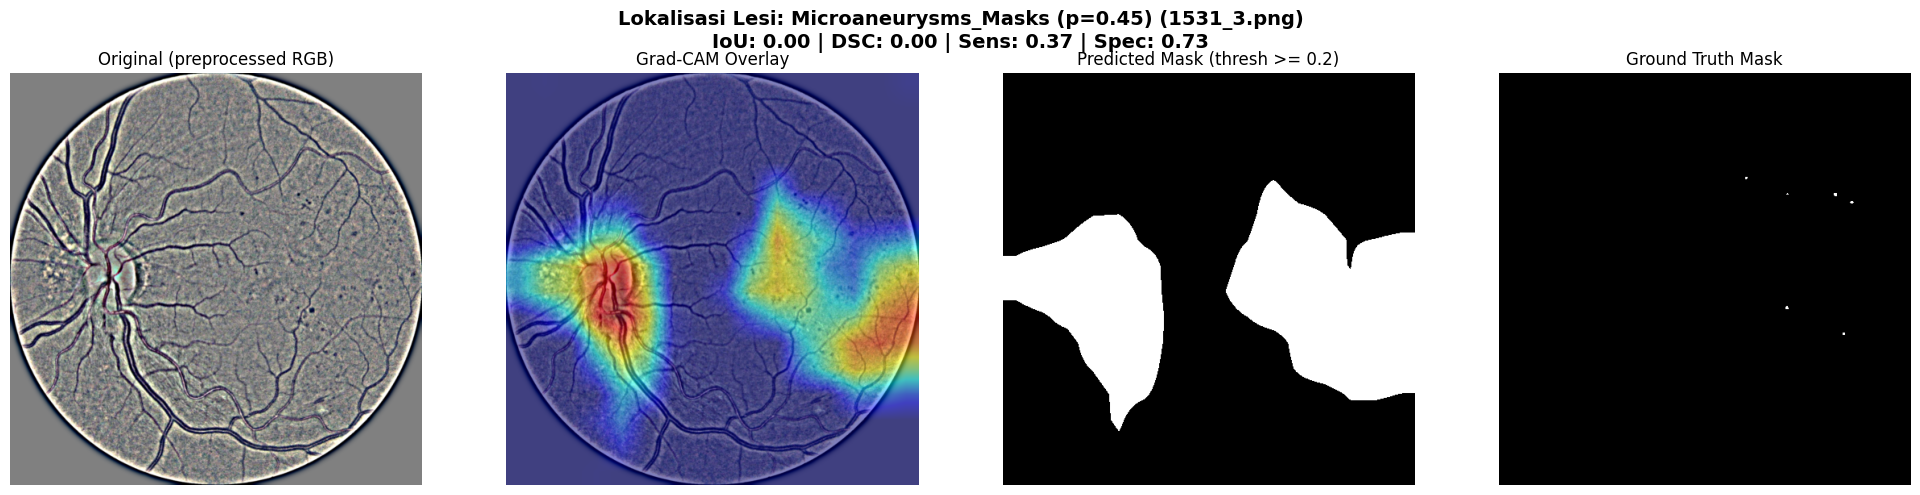 Lokalisasi Lesi: Microaneurysms_Masks (p=0.45) (1531_3.png)
IoU: 0.00 | DSC: 0.00 | Sens: 0.37 | Spec: 0.73
Original (preprocessed RGB)
Grad-CAM Overlay
Predicted Mask (thresh >= 0.2)
Ground Truth Mask